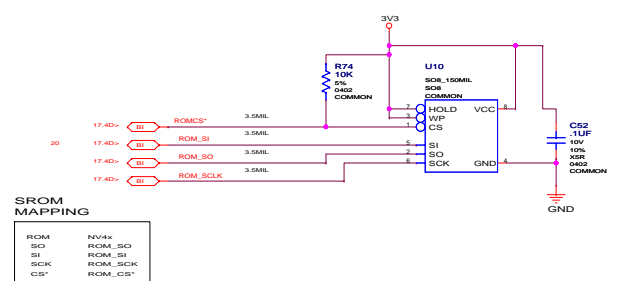 3V3
R74
10K
5%
0402
COMMON
U10
SO8_150MIL
SO8
COMMON
7 HOLD VCC 8
3 WP
1 CS
5 SI
2 SO
6 SCK GND 4
C52
.1UF
10V
10%
X5R
0402
COMMON
GND
17.4D> BI ROMCS* 3.5MIL
20 17.4D> BI ROM_SI 3.5MIL
17.4D> BI ROM_SO 3.5MIL
17.4D> BI ROM_SCLK
SROM
MAPPING
ROM NV4x
SO ROM_SO
SI ROM_SI
SCK ROM_SCK
CS* ROM_CS*